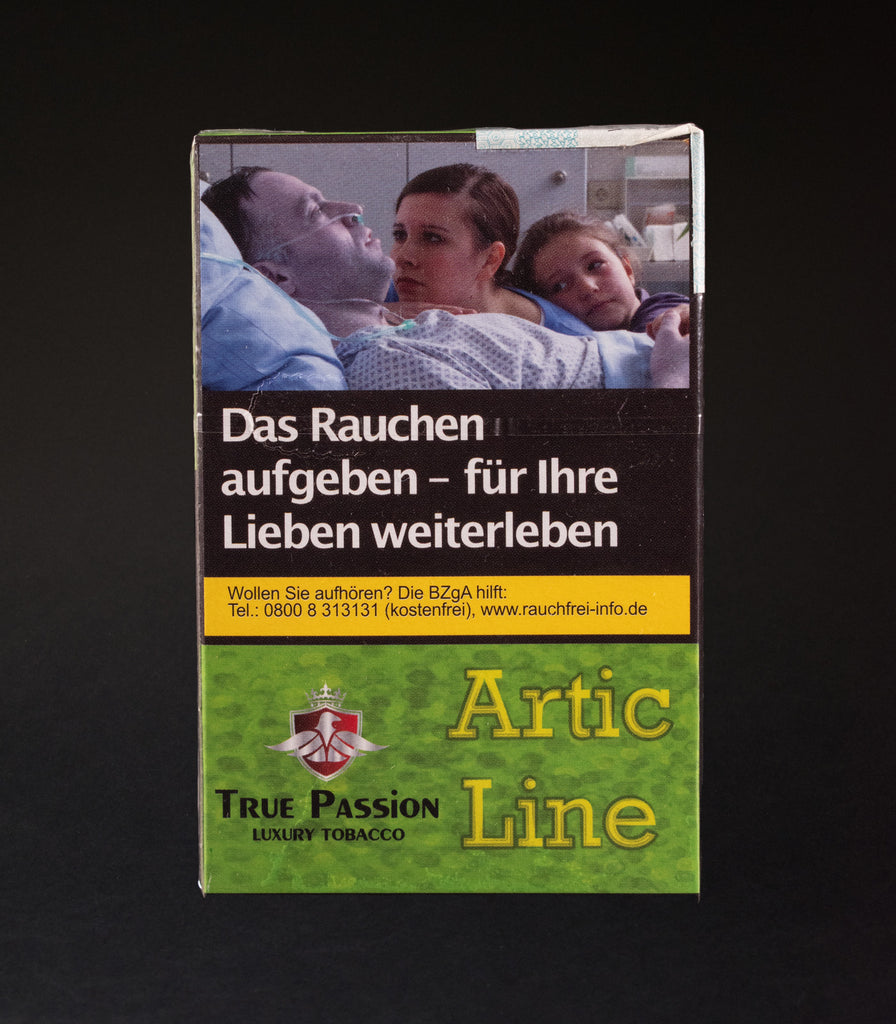 Das Rauchen
aufgeben – für Ihre
Lieben weiterleben
Wollen Sie aufhören? Die BZgA hilft:
Tel.: 0800 8 313131 (kostenfrei), www.rauchfrei-info.de
Artic
Line
TRUE PASSiON
LUXURY TOBACCO